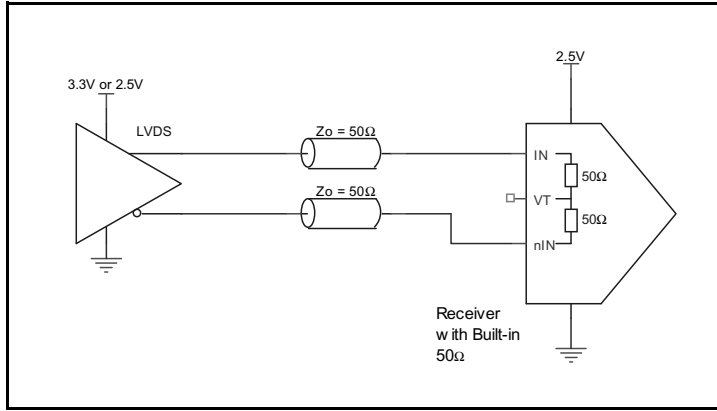 2.5V
3.3V or 2.5V
LVDS
Zo = 50Ω
IN
50Ω
Zo = 50Ω
VT
50Ω
nIN
Receiver
with Built-in
50Ω